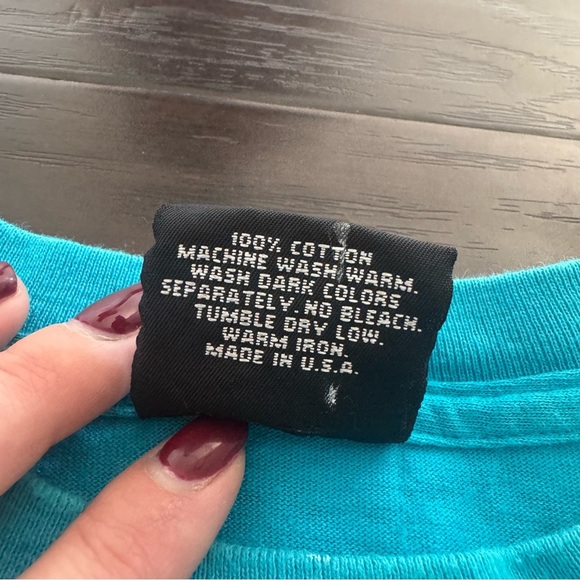 100% COTTON
MACHINE WASH WARM.
WASH DARK COLORS
SEPARATELY. NO BLEACH.
TUMBLE DRY LOW.
WARM IRON.
MADE IN U.S.A.